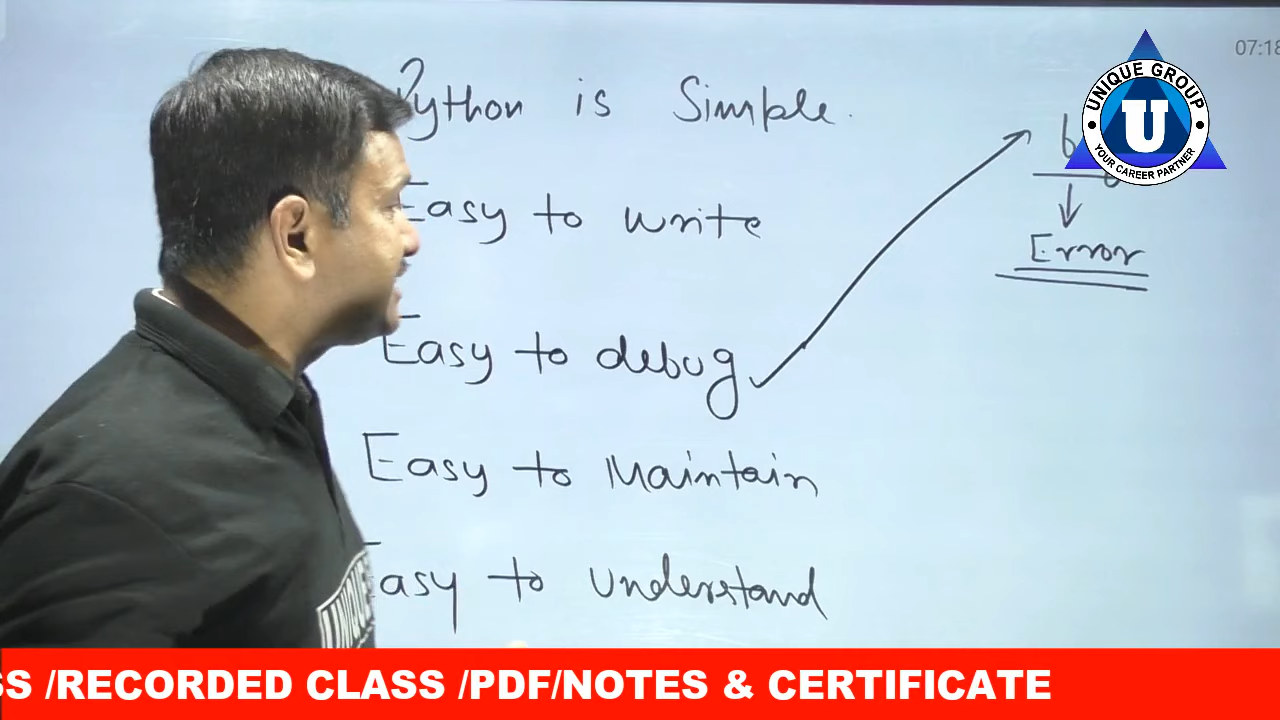 07:18
UNIQUE GROUP
U
YOUR CAREER PARTNER
Python is Simple.
Easy to write
Error
Easy to debug
Easy to Maintain
Easy to Understand
UNIQUE
/RECORDED CLASS /PDF/NOTES & CERTIFICATE